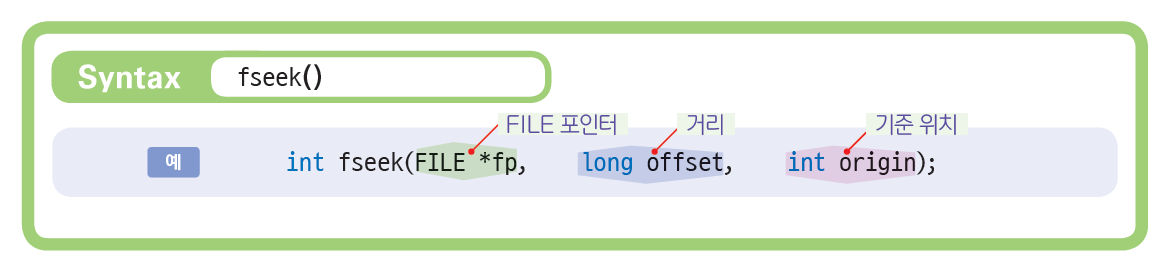 Syntax fseek()
FILE 포인터 거리 기준 위치
예 int fseek(FILE *fp, long offset, int origin);